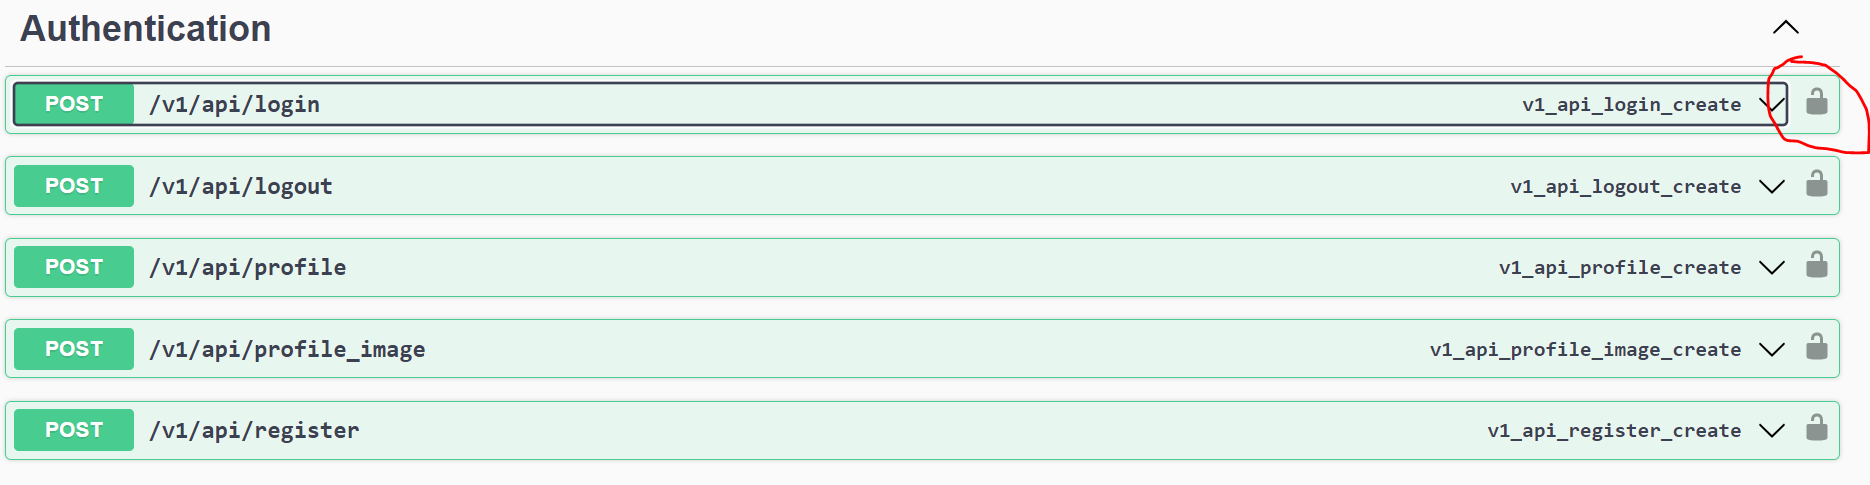 Authentication
POST /v1/api/login v1_api_login_create
POST /v1/api/logout v1_api_logout_create
POST /v1/api/profile v1_api_profile_create
POST /v1/api/profile_image v1_api_profile_image_create
POST /v1/api/register v1_api_register_create